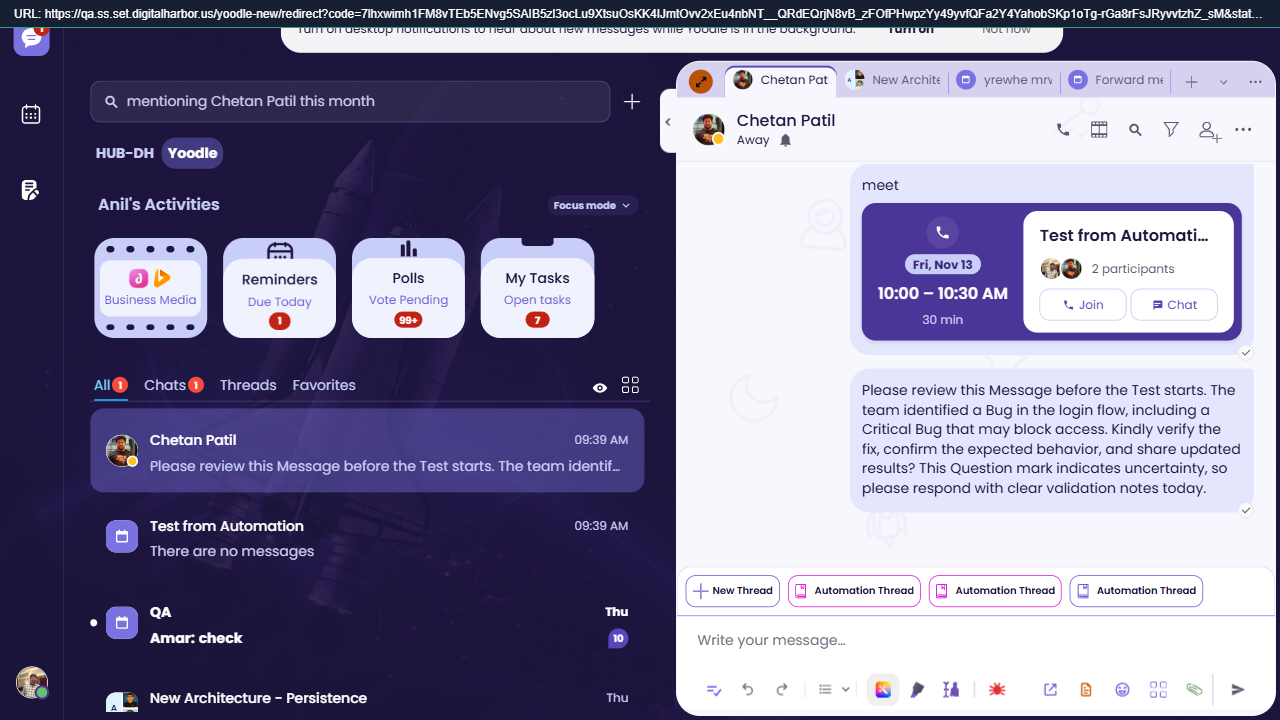 URL: https://qa.ss.set.digitalharbor.us/yoodle-new/redirect?code=7Ihxwimh1FM8vTEb5ENvg5SAIB5zI3ocLu9XtsuOsKK4lJmtOvv2xEu4nbNT__QRdEQrjN8vB_zFOfPHwpzYy49yvfQFa2Y4YahobSKp1oTg-rGa8rFsJRyvvtzhZ_sM&stat...
Turn on desktop notifications to hear about new messages while Yoodle is in the background.
Turn on
Not now
mentioning Chetan Patil this month
HUB-DH
Yoodle
Anil's Activities
Focus mode
Business Media
Reminders
Due Today
1
Polls
Vote Pending
99+
My Tasks
Open tasks
7
All 1
Chats 1
Threads
Favorites
Chetan Patil
09:39 AM
Please review this Message before the Test starts. The team identif...
Test from Automation
09:39 AM
There are no messages
QA
Thu
Amar: check
10
New Architecture - Persistence
Thu
Chetan Pat
New Archite
yrewhe mrv
Forward me
Chetan Patil
Away
meet
Fri, Nov 13
10:00 – 10:30 AM
30 min
Test from Automati...
2 participants
Join
Chat
Please review this Message before the Test starts. The
team identified a Bug in the login flow, including a
Critical Bug that may block access. Kindly verify the
fix, confirm the expected behavior, and share updated
results? This Question mark indicates uncertainty, so
please respond with clear validation notes today.
New Thread
Automation Thread
Automation Thread
Automation Thread
Write your message...